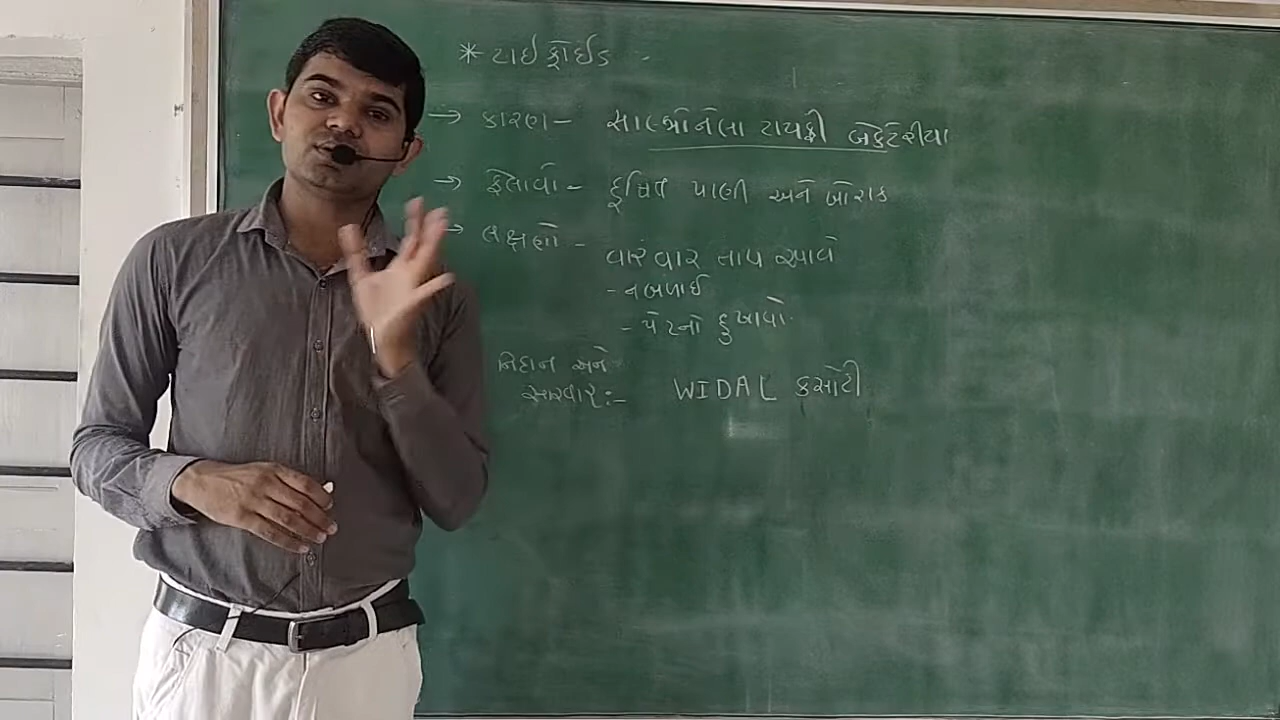 * ટાઈફોઈડ -
→ કારણ - સાલ્મોનેલા ટાયફી બેક્ટેરીયા
→ ફેલાવો - દૂષિત પાણી અને ખોરાક
→ લક્ષણો - વારંવાર તાવ આવે
- નબળાઈ
- પેટનો દુખાવો.
નિદાન અને
સારવાર:- WIDAL કસોટી